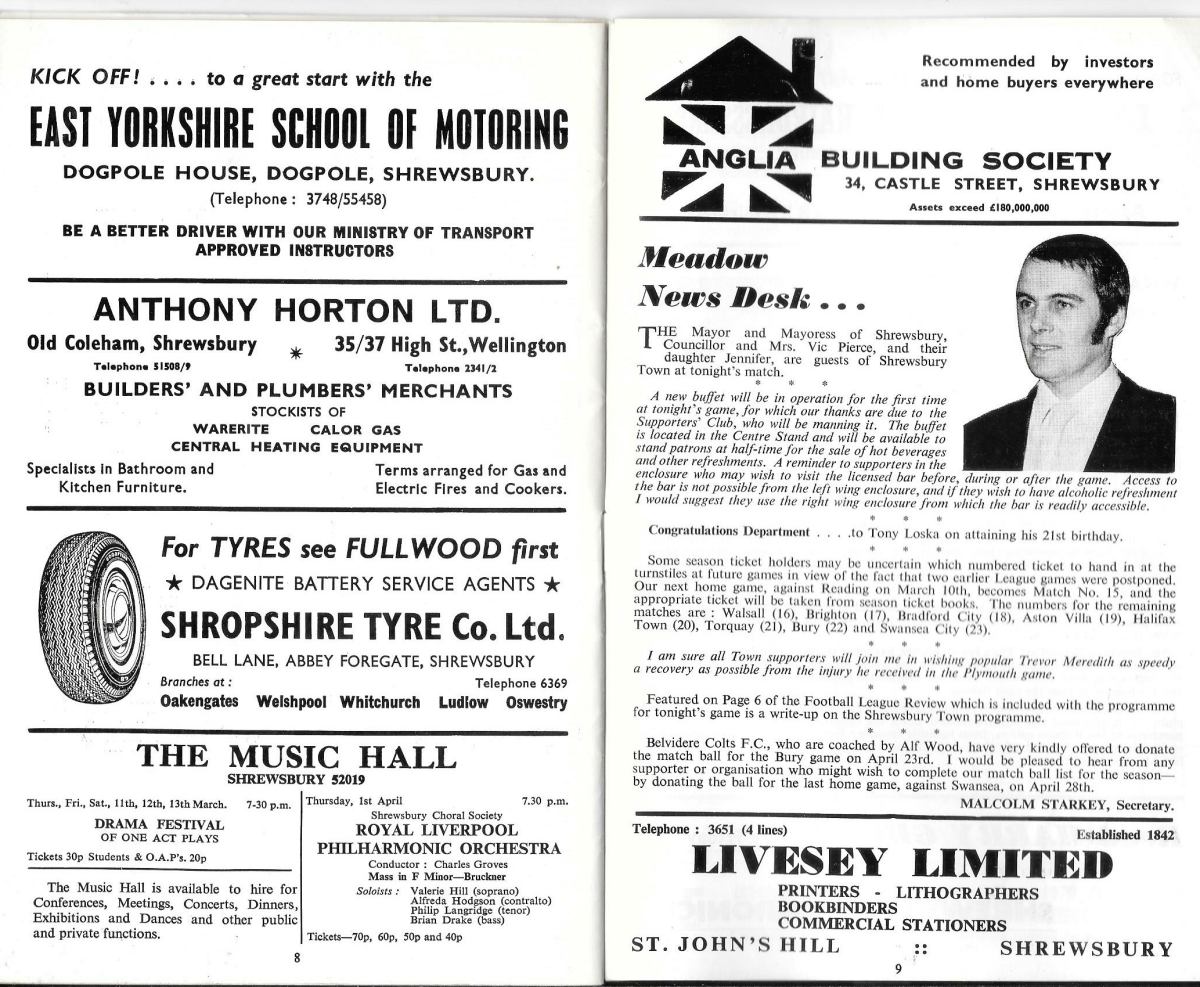 KICK OFF! . . . . to a great start with the
EAST YORKSHIRE SCHOOL OF MOTORING
DOGPOLE HOUSE, DOGPOLE, SHREWSBURY.
(Telephone : 3748/55458)
BE A BETTER DRIVER WITH OUR MINISTRY OF TRANSPORT
APPROVED INSTRUCTORS
ANTHONY HORTON LTD.
Old Coleham, Shrewsbury * 35/37 High St., Wellington
Telephone 51508/9 Telephone 2341/2
BUILDERS' AND PLUMBERS' MERCHANTS
STOCKISTS OF
WARERITE CALOR GAS
CENTRAL HEATING EQUIPMENT
Specialists in Bathroom and
Kitchen Furniture.
Terms arranged for Gas and
Electric Fires and Cookers.
For TYRES see FULLWOOD first
★ DAGENITE BATTERY SERVICE AGENTS ★
SHROPSHIRE TYRE Co. Ltd.
BELL LANE, ABBEY FOREGATE, SHREWSBURY
Branches at : Telephone 6369
Oakengates Welshpool Whitchurch Ludlow Oswestry
THE MUSIC HALL
SHREWSBURY 52019
Thurs., Fri., Sat., 11th, 12th, 13th March. 7-30 p.m.
DRAMA FESTIVAL
OF ONE ACT PLAYS
Tickets 30p Students & O.A.P's. 20p
The Music Hall is available to hire for
Conferences, Meetings, Concerts, Dinners,
Exhibitions and Dances and other public
and private functions.
Thursday, 1st April 7.30 p.m.
Shrewsbury Choral Society
ROYAL LIVERPOOL
PHILHARMONIC ORCHESTRA
Conductor : Charles Groves
Mass in F Minor—Bruckner
Soloists : Valerie Hill (soprano)
Alfreda Hodgson (contralto)
Philip Langridge (tenor)
Brian Drake (bass)
Tickets—70p, 60p, 50p and 40p
8
Recommended by investors
and home buyers everywhere
ANGLIA BUILDING SOCIETY
34, CASTLE STREET, SHREWSBURY
Assets exceed £180,000,000
Meadow
News Desk . . .
THE Mayor and Mayoress of Shrewsbury,
Councillor and Mrs. Vic Pierce, and their
daughter Jennifer, are guests of Shrewsbury
Town at tonight's match.
* * *
A new buffet will be in operation for the first time
at tonight's game, for which our thanks are due to the
Supporters' Club, who will be manning it. The buffet
is located in the Centre Stand and will be available to
stand patrons at half-time for the sale of hot beverages
and other refreshments. A reminder to supporters in the
enclosure who may wish to visit the licensed bar before, during or after the game. Access to
the bar is not possible from the left wing enclosure, and if they wish to have alcoholic refreshment
I would suggest they use the right wing enclosure from which the bar is readily accessible.
* * *
Congratulations Department . . . .to Tony Loska on attaining his 21st birthday.
* * *
Some season ticket holders may be uncertain which numbered ticket to hand in at the
turnstiles at future games in view of the fact that two earlier League games were postponed.
Our next home game, against Reading on March 10th, becomes Match No. 15, and the
appropriate ticket will be taken from season ticket books. The numbers for the remaining
matches are : Walsall (16), Brighton (17), Bradford City (18), Aston Villa (19), Halifax
Town (20), Torquay (21), Bury (22) and Swansea City (23).
* * *
I am sure all Town supporters will join me in wishing popular Trevor Meredith as speedy
a recovery as possible from the injury he received in the Plymouth game.
* * *
Featured on Page 6 of the Football League Review which is included with the programme
for tonight's game is a write-up on the Shrewsbury Town programme.
* * *
Belvidere Colts F.C., who are coached by Alf Wood, have very kindly offered to donate
the match ball for the Bury game on April 23rd. I would be pleased to hear from any
supporter or organisation who might wish to complete our match ball list for the season—
by donating the ball for the last home game, against Swansea, on April 28th.
MALCOLM STARKEY, Secretary.
Telephone : 3651 (4 lines) Established 1842
LIVESEY LIMITED
PRINTERS - LITHOGRAPHERS
BOOKBINDERS
COMMERCIAL STATIONERS
ST. JOHN'S HILL :: SHREWSBURY
9